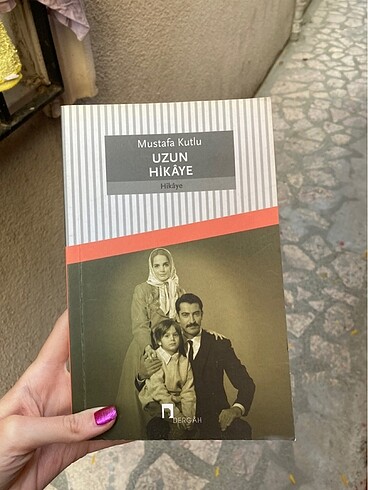 Mustafa Kutlu
UZUN
HİKÂYE
Hikâye
DERGÂH